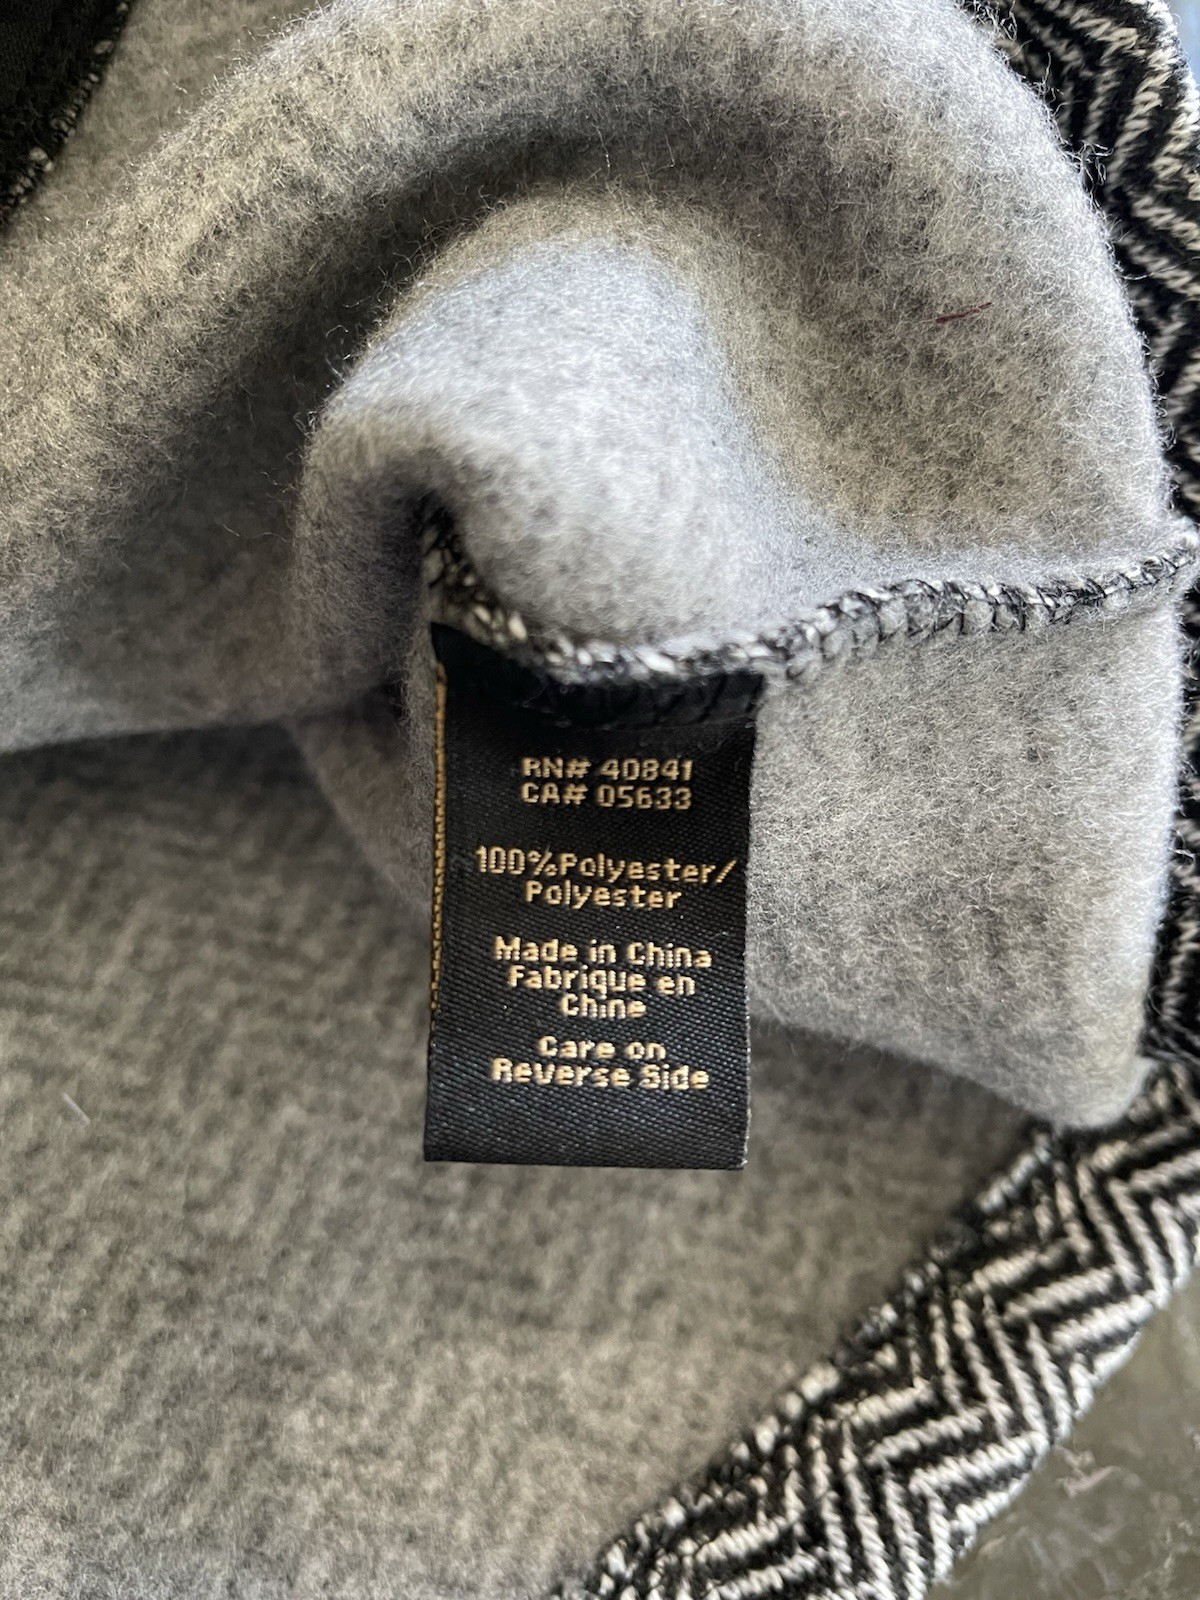 RN# 40841
CA# 05633
100%Polyester/
Polyester
Made in China
Fabrique en
Chine
Care on
Reverse Side